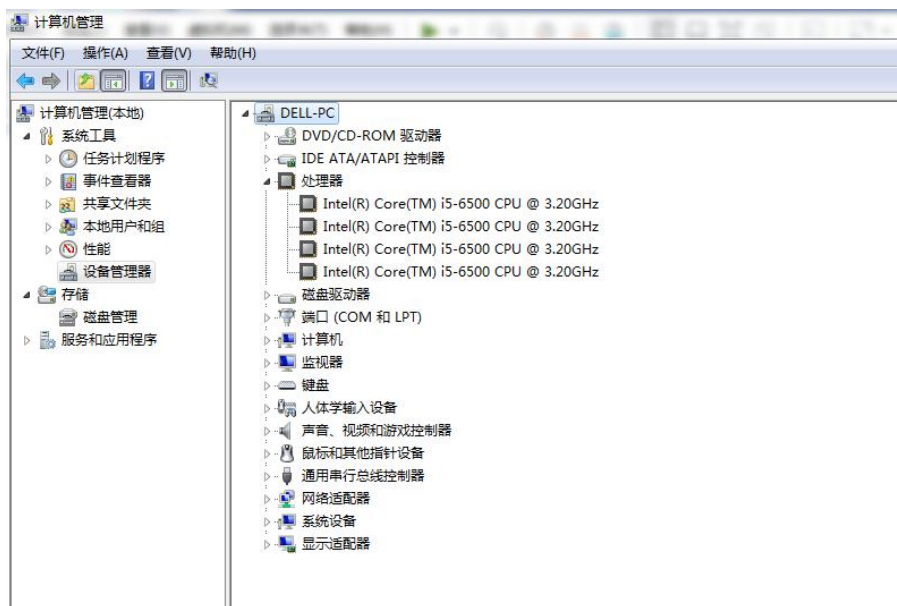 计算机管理
文件(F) 操作(A) 查看(V) 帮助(H)
计算机管理(本地)
系统工具
任务计划程序
事件查看器
共享文件夹
本地用户和组
性能
设备管理器
存储
磁盘管理
服务和应用程序
DELL-PC
DVD/CD-ROM 驱动器
IDE ATA/ATAPI 控制器
处理器
Intel(R) Core(TM) i5-6500 CPU @ 3.20GHz
Intel(R) Core(TM) i5-6500 CPU @ 3.20GHz
Intel(R) Core(TM) i5-6500 CPU @ 3.20GHz
Intel(R) Core(TM) i5-6500 CPU @ 3.20GHz
磁盘驱动器
端口 (COM 和 LPT)
计算机
监视器
键盘
人体学输入设备
声音、视频和游戏控制器
鼠标和其他指针设备
通用串行总线控制器
网络适配器
系统设备
显示适配器